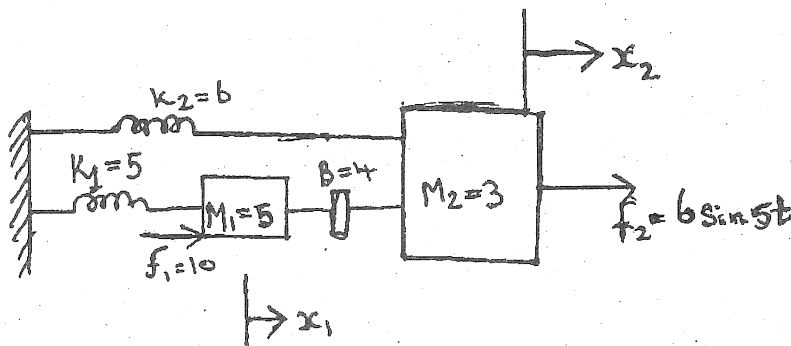 x₂
K₂=6
K₁=5
B=4
M₁=5
M₂=3
f₂=6 Sin 5t
f₁=10
x₁